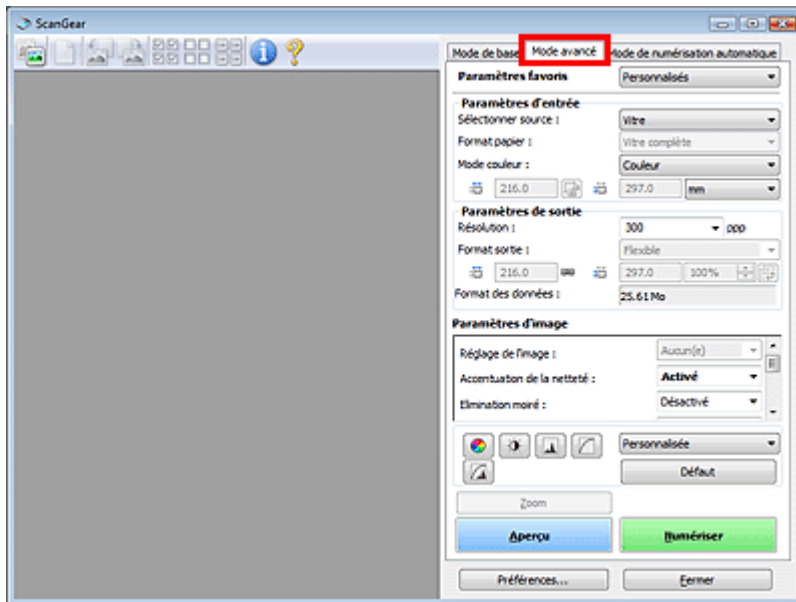 ScanGear
Mode de base Mode avancé Mode de numérisation automatique
Paramètres favoris Personnalisés
Paramètres d'entrée
Sélectionner source : Vitre
Format papier : Vitre complète
Mode couleur : Couleur
216.0 297.0 mm
Paramètres de sortie
Résolution : 300 ppp
Format sortie : Flexible
216.0 297.0 100%
Format des données : 25.61 Mo
Paramètres d'image
Réglage de l'image : Aucun(e)
Accentuation de la netteté : Activé
Elimination moiré : Désactivé
Personnalisée
Défaut
Zoom
Aperçu Numériser
Préférences... Fermer